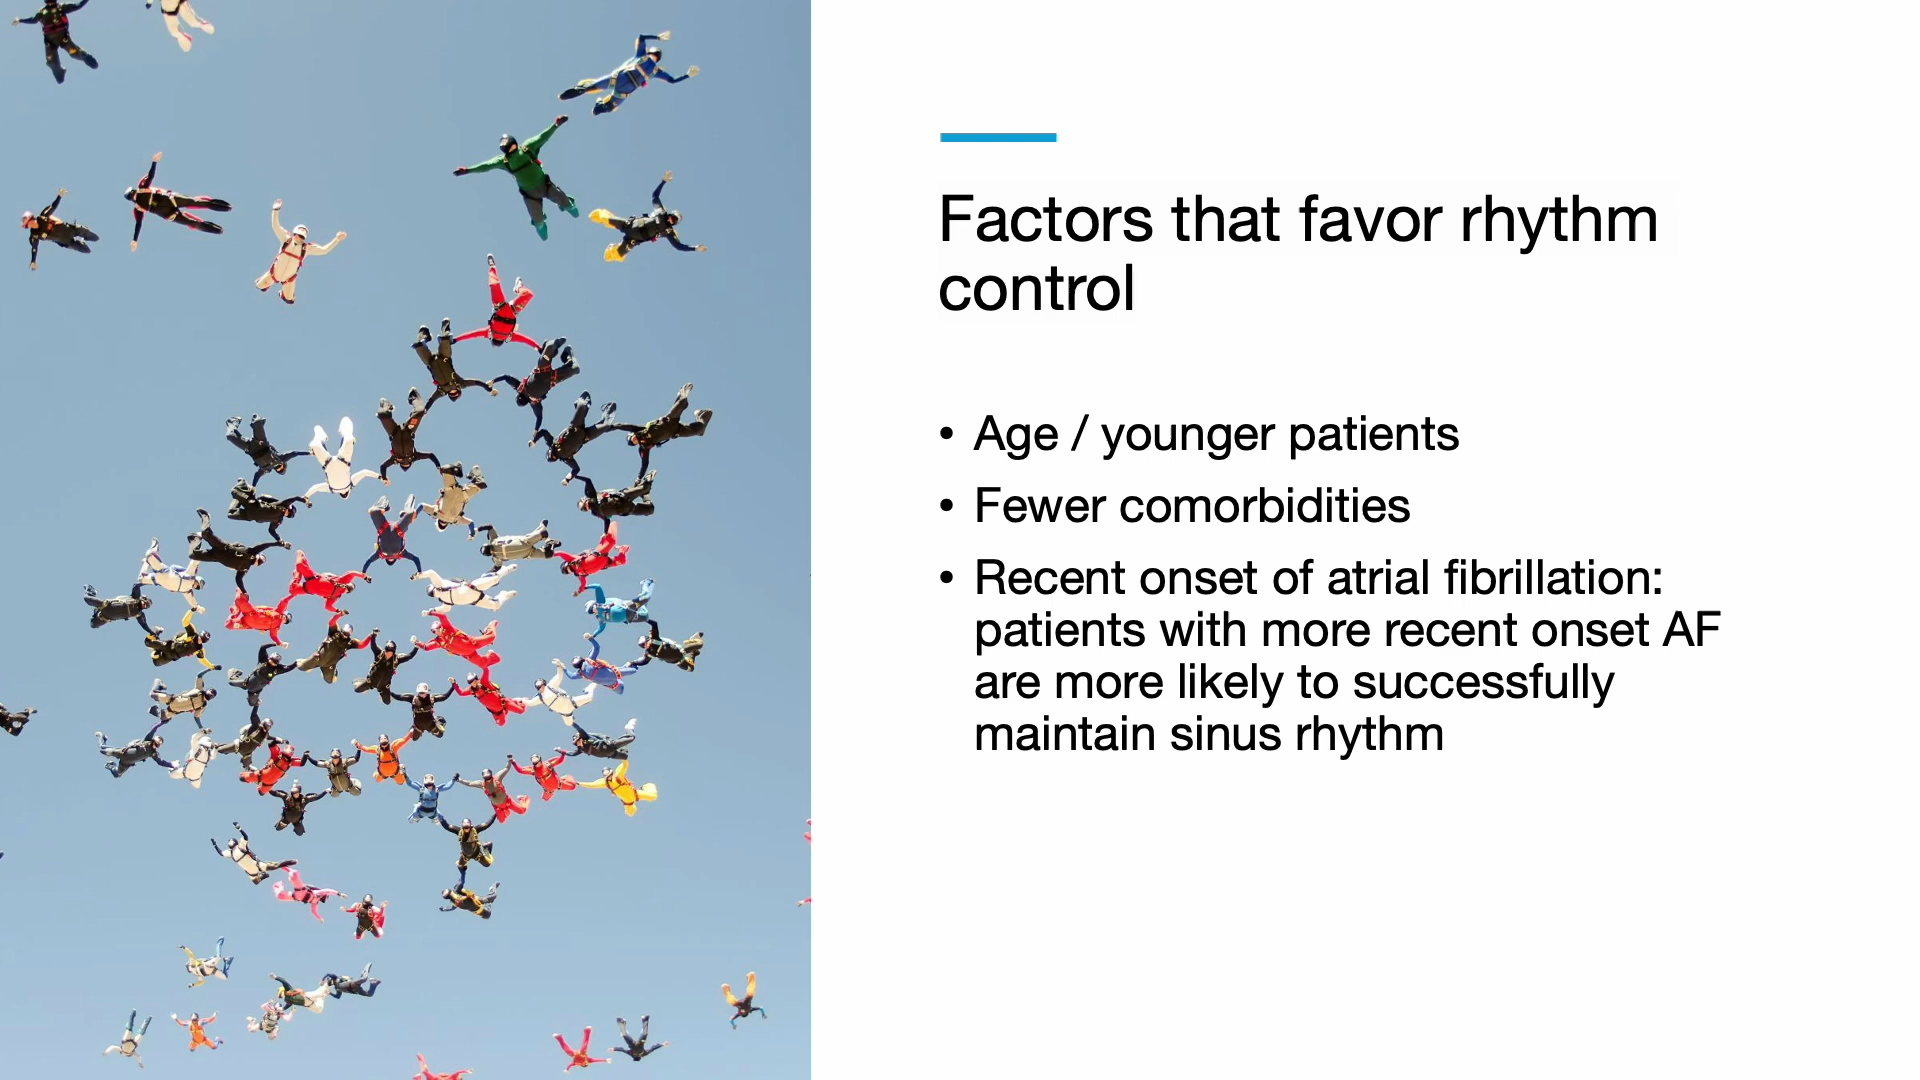 Factors that favor rhythm
control
• Age / younger patients
• Fewer comorbidities
• Recent onset of atrial fibrillation:
patients with more recent onset AF
are more likely to successfully
maintain sinus rhythm